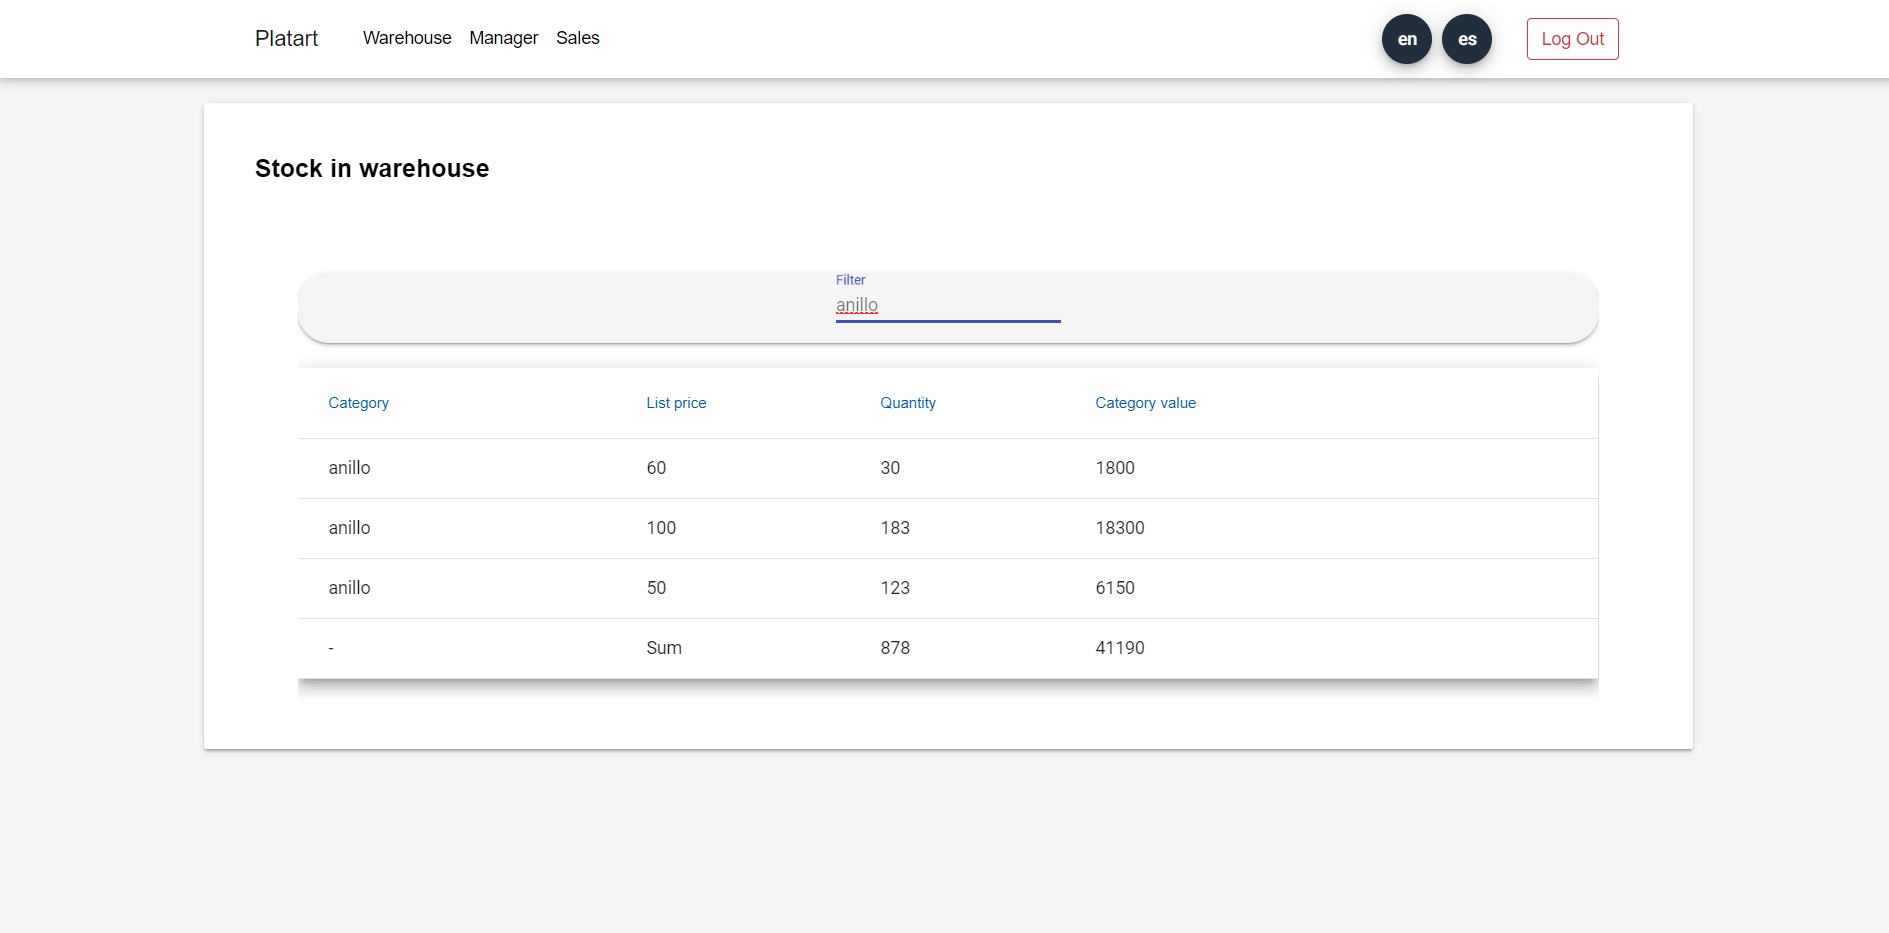 Platart Warehouse Manager Sales en es Log Out
Stock in warehouse
Filter
anillo
Category List price Quantity Category value
anillo 60 30 1800
anillo 100 183 18300
anillo 50 123 6150
- Sum 878 41190